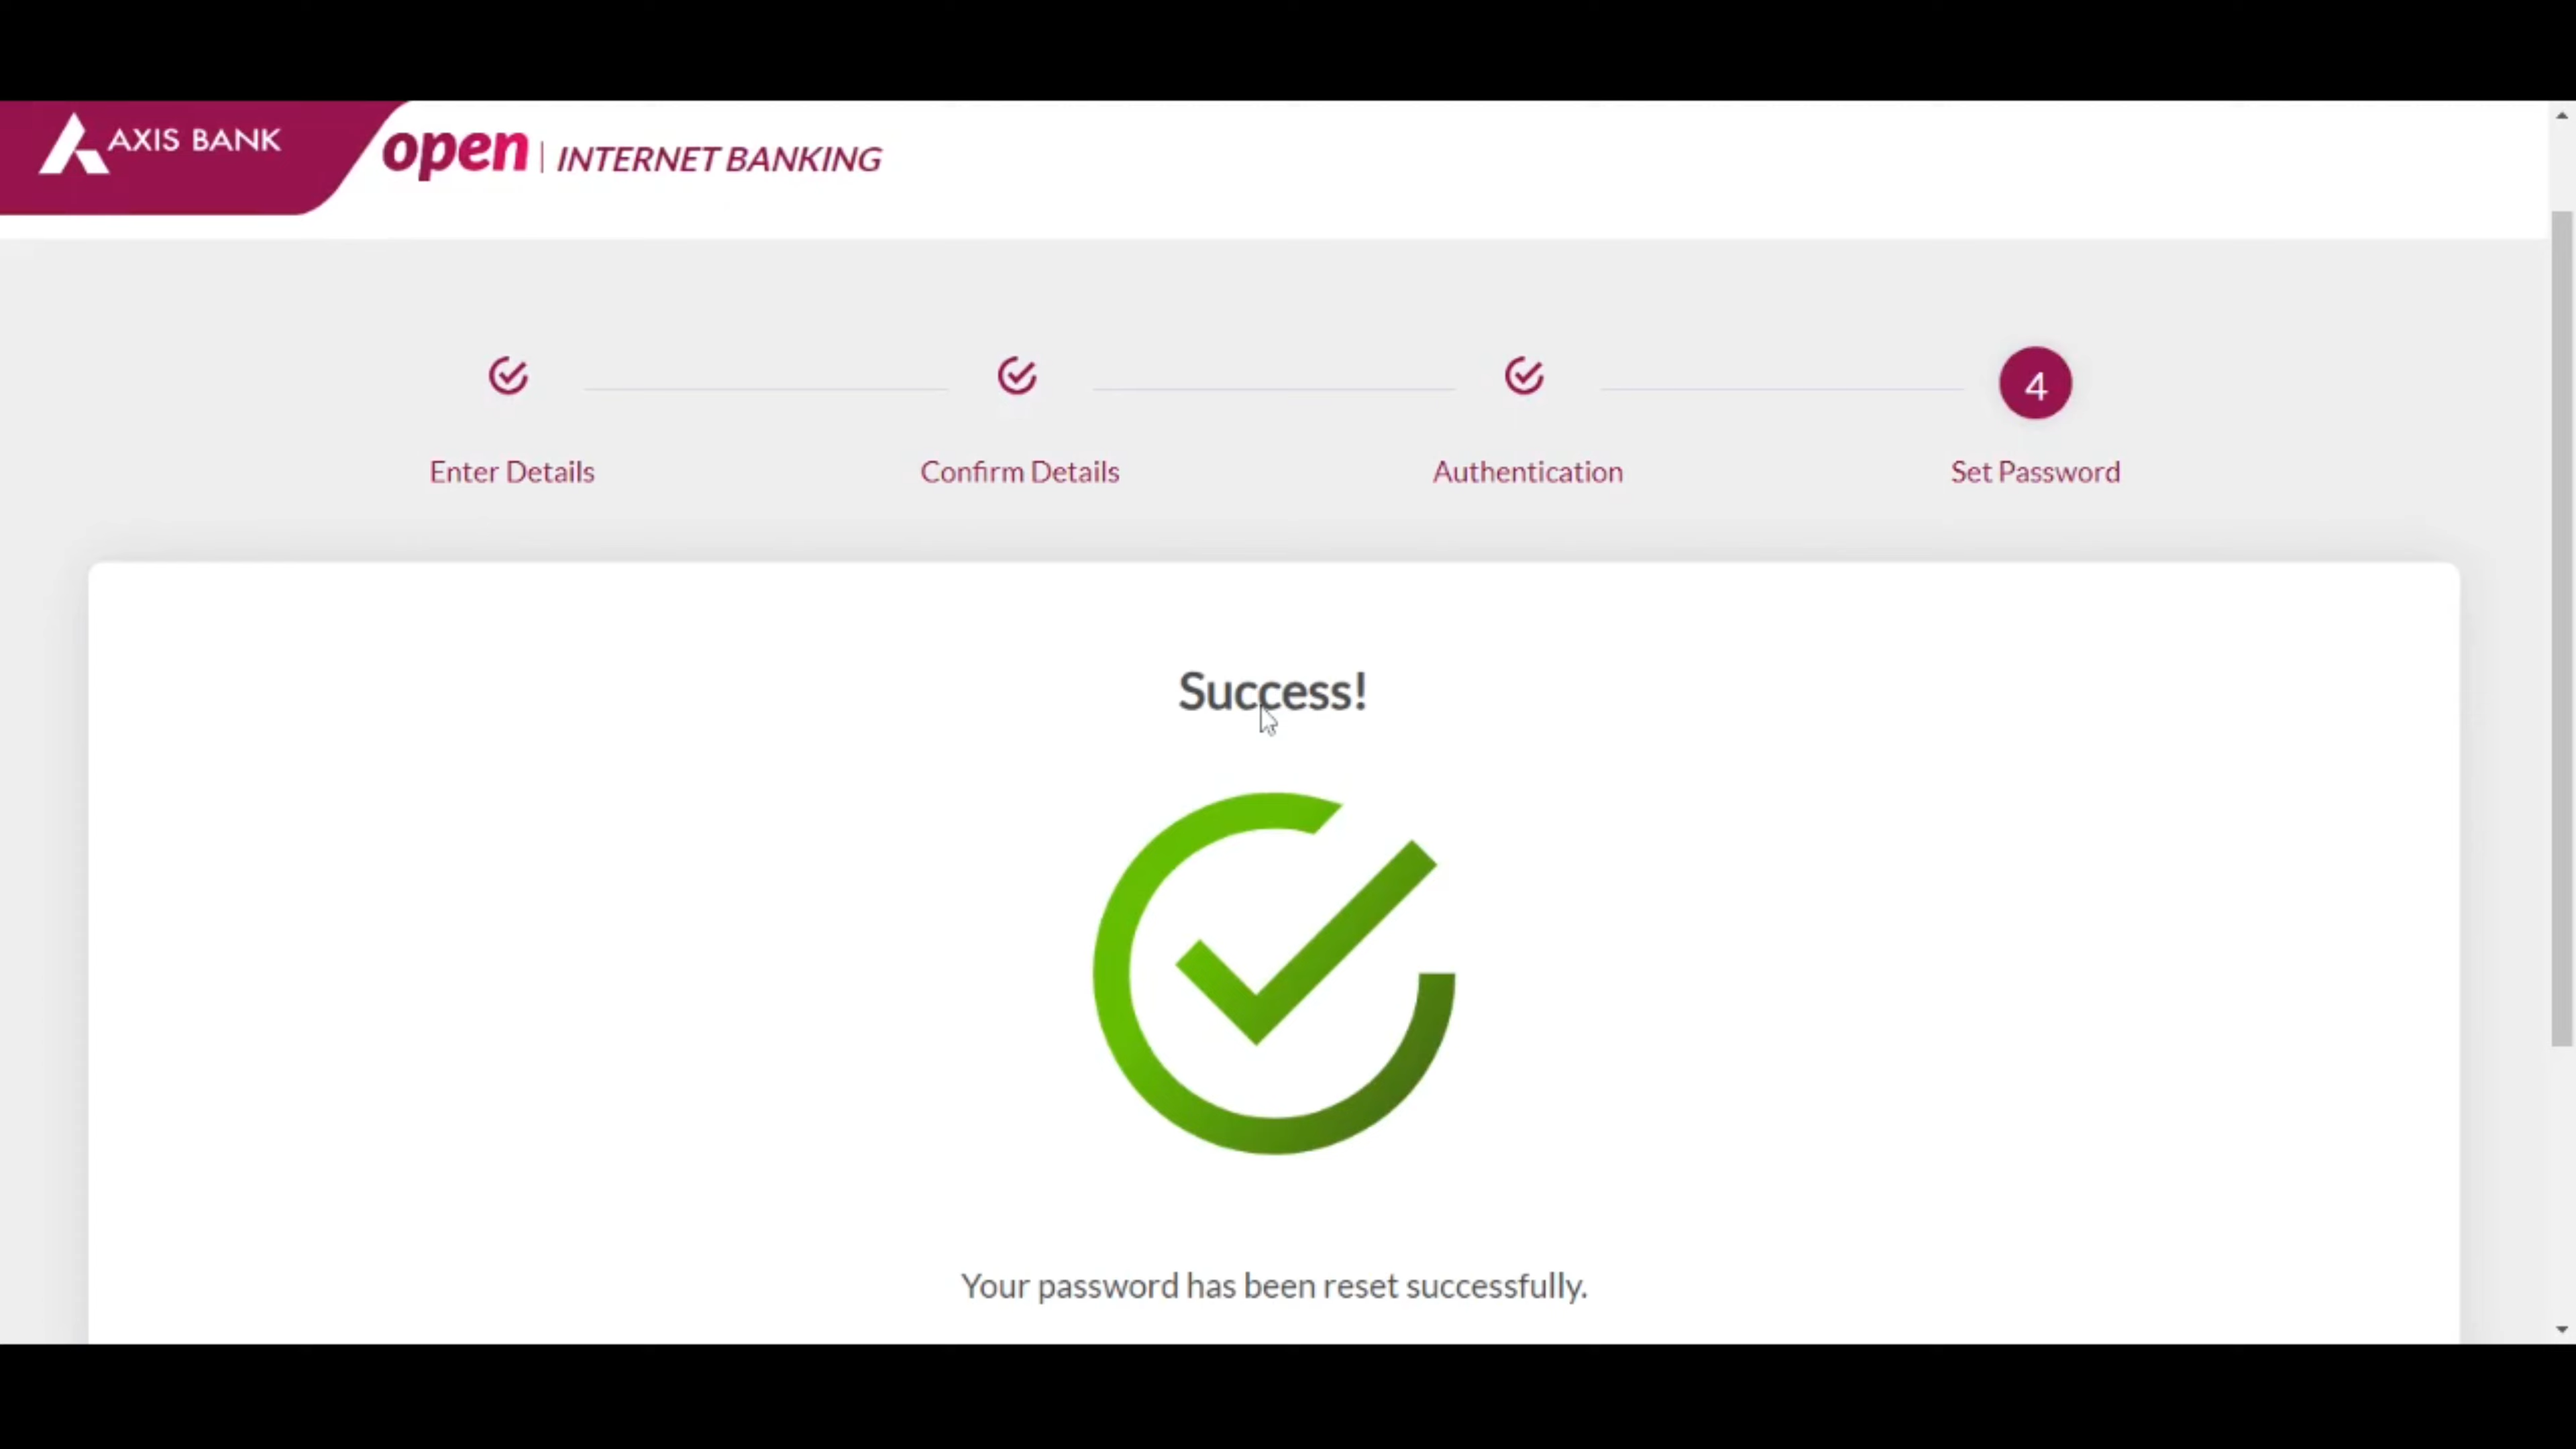 AXIS BANK
open | INTERNET BANKING
4
Enter Details
Confirm Details
Authentication
Set Password
Success!
Your password has been reset successfully.